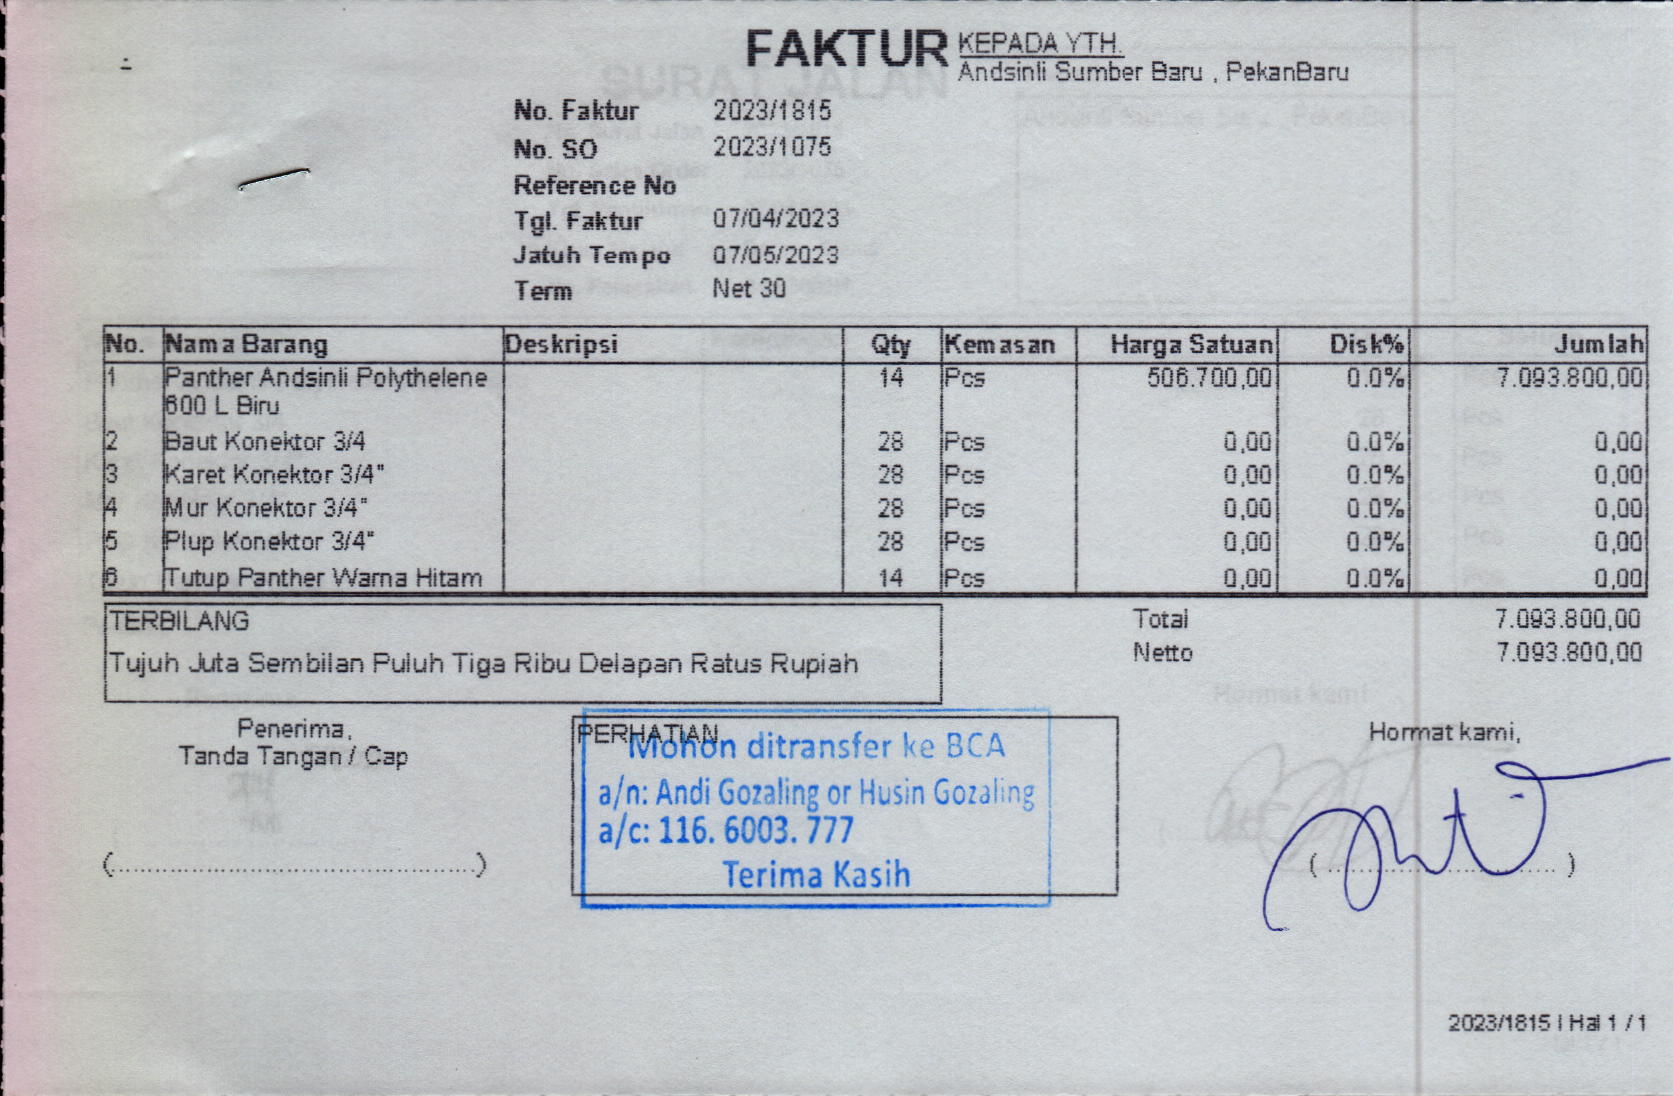 FAKTUR
KEPADA YTH.
Andsinli Sumber Baru , PekanBaru
No. Faktur 2023/1815
No. SO 2023/1075
Reference No
Tgl. Faktur 07/04/2023
Jatuh Tempo 07/05/2023
Term Net 30
No. Nama Barang Deskripsi Qty Kemasan Harga Satuan Disk% Jumlah
1 Panther Andsinli Polythelene 14 Pcs 506.700,00 0.0% 7.093.800,00
600 L Biru
2 Baut Konektor 3/4 28 Pcs 0,00 0.0% 0,00
3 Karet Konektor 3/4" 28 Pcs 0,00 0.0% 0,00
4 Mur Konektor 3/4" 28 Pcs 0,00 0.0% 0,00
5 Plup Konektor 3/4" 28 Pcs 0,00 0.0% 0,00
6 Tutup Panther Warna Hitam 14 Pcs 0,00 0.0% 0,00
TERBILANG
Tujuh Juta Sembilan Puluh Tiga Ribu Delapan Ratus Rupiah
Total 7.093.800,00
Netto 7.093.800,00
Penerima,
Tanda Tangan / Cap
(..................................................)
PERHATIAN
Mohon ditransfer ke BCA
a/n: Andi Gozaling or Husin Gozaling
a/c: 116. 6003. 777
Terima Kasih
Hormat kami,
(..................................)
2023/1815 | Hal 1 / 1